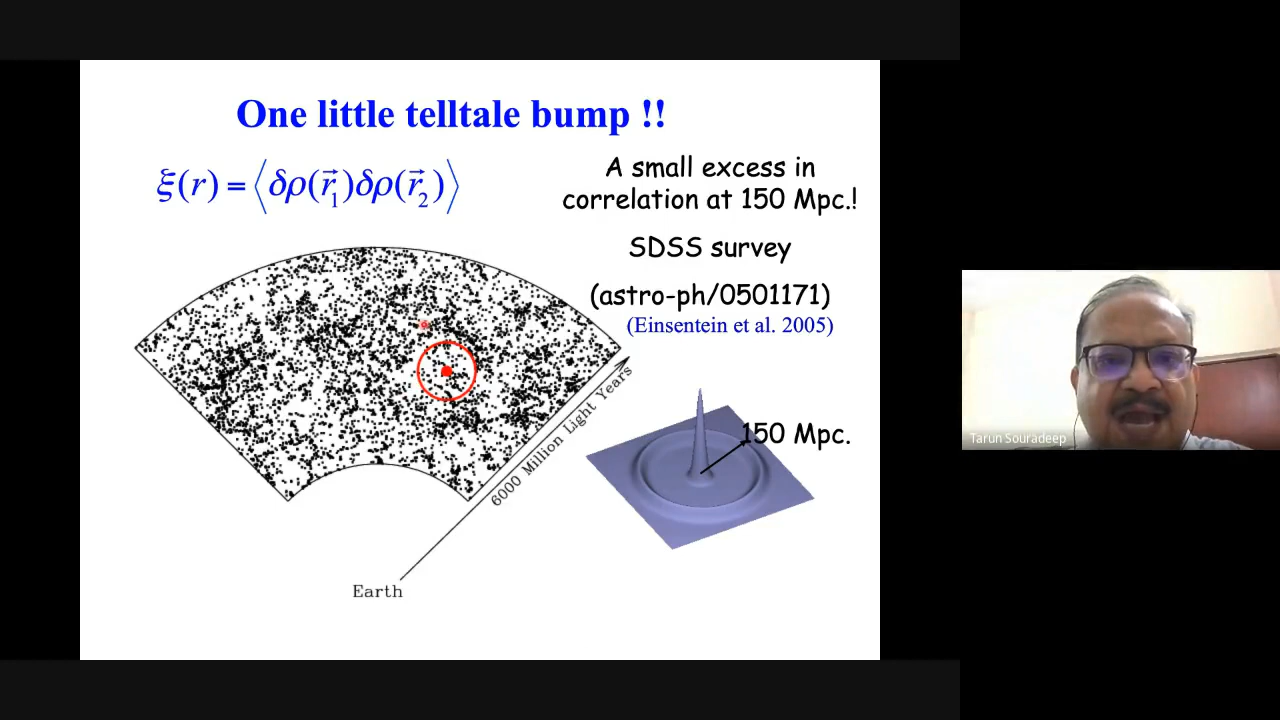 One little telltale bump !!
ξ(r) = ⟨δρ(r⃗₁)δρ(r⃗₂)⟩
A small excess in
correlation at 150 Mpc.!
SDSS survey
(astro-ph/0501171)
(Einsentein et al. 2005)
6000 Million Light Years
150 Mpc.
Earth
Tarun Souradeep